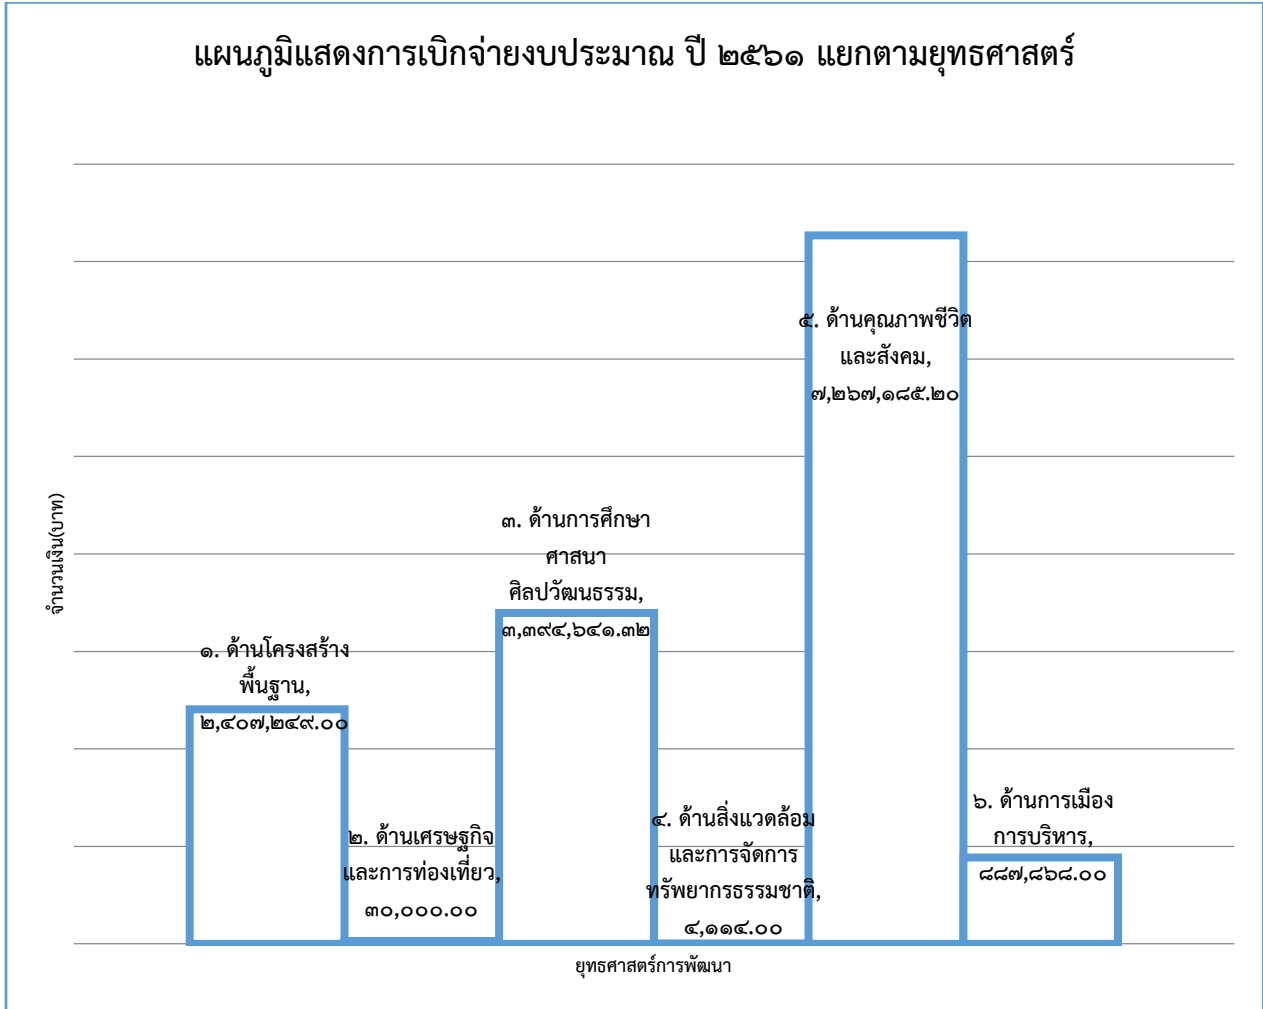 แผนภูมิแสดงการเบิกจ่ายงบประมาณ ปี ๒๕๖๑ แยกตามยุทธศาสตร์
จำนวนเงิน(บาท)
๑. ด้านโครงสร้าง
พื้นฐาน,
๒,๔๐๗,๒๔๙.๐๐
๒. ด้านเศรษฐกิจ
และการท่องเที่ยว,
๓๐,๐๐๐.๐๐
๓. ด้านการศึกษา
ศาสนา
ศิลปวัฒนธรรม,
๓,๓๙๔,๖๔๑.๓๒
๔. ด้านสิ่งแวดล้อม
และการจัดการ
ทรัพยากรธรรมชาติ,
๔,๑๑๔.๐๐
๕. ด้านคุณภาพชีวิต
และสังคม,
๗,๒๖๗,๑๘๕.๒๐
๖. ด้านการเมือง
การบริหาร,
๘๘๗,๘๖๘.๐๐
ยุทธศาสตร์การพัฒนา